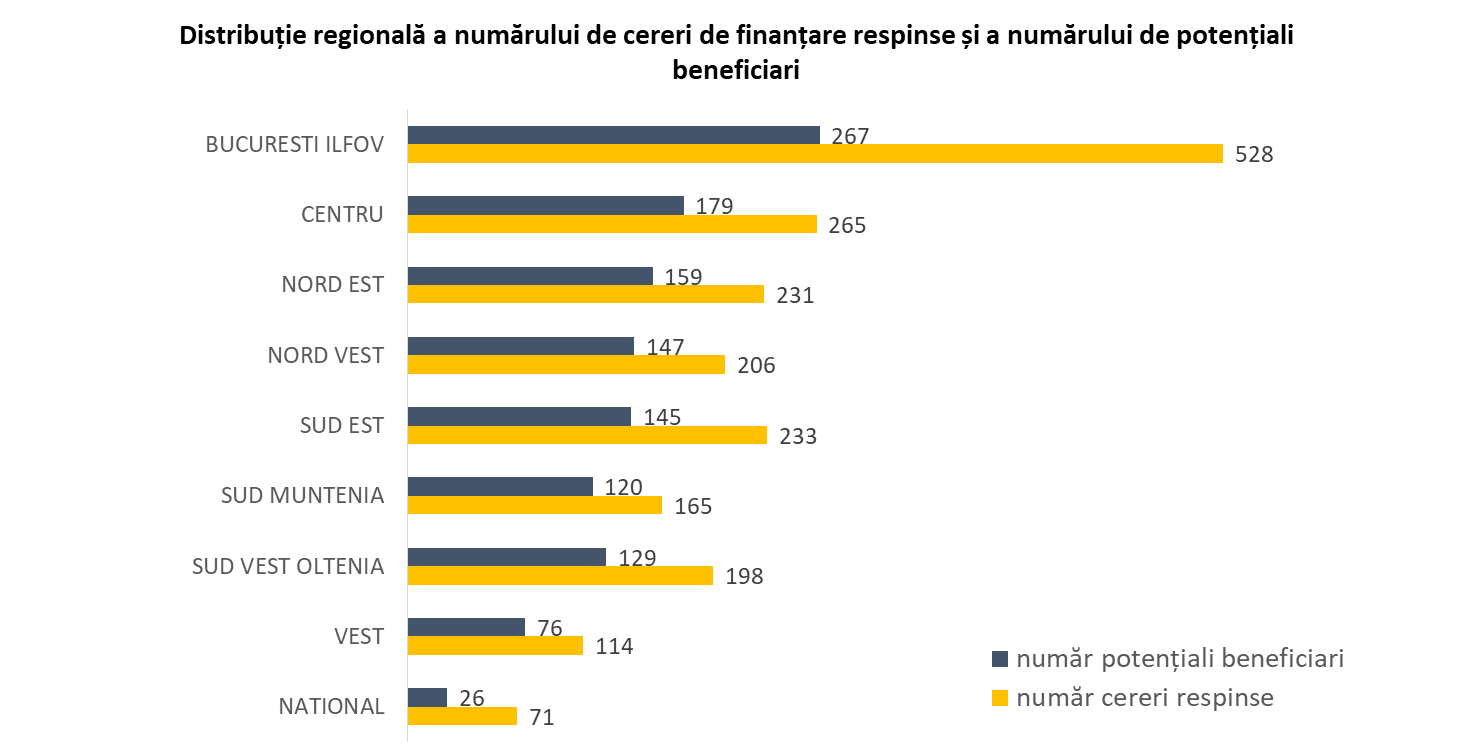 Distribuție regională a numărului de cereri de finanțare respinse și a numărului de potențiali
beneficiari
BUCURESTI ILFOV
267
528
CENTRU
179
265
NORD EST
159
231
NORD VEST
147
206
SUD EST
145
233
SUD MUNTENIA
120
165
SUD VEST OLTENIA
129
198
VEST
76
114
NATIONAL
26
71
număr potențiali beneficiari
număr cereri respinse